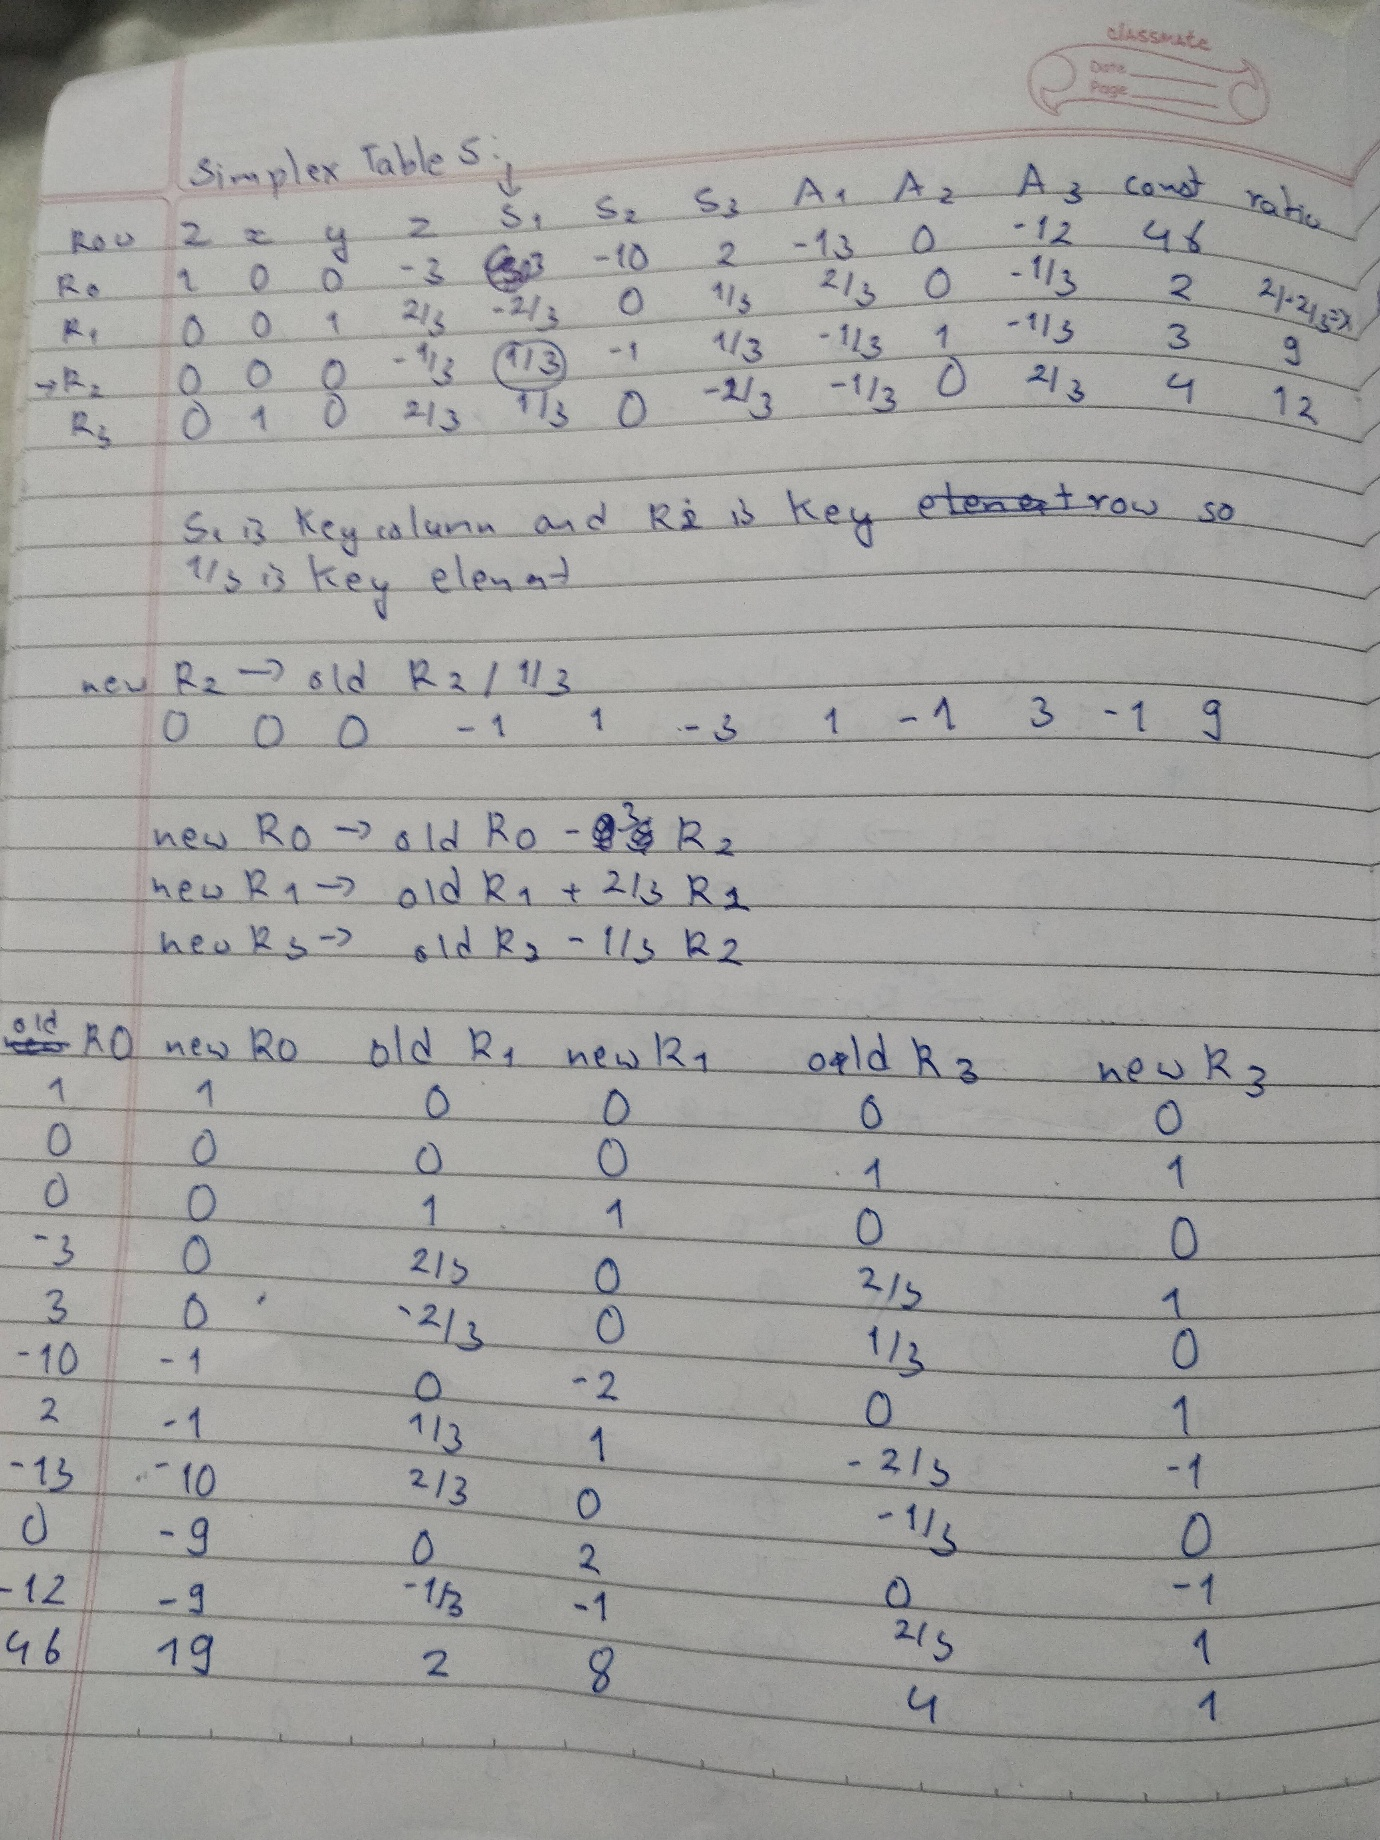 classmate
Date
Page
Simplex Table 5:
Row Z x y z S1 S2 S3 A1 A2 A3 const ratio
R0 1 0 0 -3 3 -10 2 -13 0 -12 46
R1 0 0 1 2/3 -2/3 0 1/3 2/3 0 -1/3 2 2/-2/3=x
→R2 0 0 0 -1/3 1/3 -1 1/3 -1/3 1 -1/3 3 9
R3 0 1 0 2/3 1/3 0 -2/3 -1/3 0 2/3 4 12
S1 is Key column and R2 is Key row so
1/3 is Key elemnt
new R2 → old R2 / 1/3
0 0 0 -1 1 -3 1 -1 3 -1 9
new R0 → old R0 - 3 R2
new R1 → old R1 + 2/3 R2
new R3 → old R3 - 1/3 R2
old R0 new R0 old R1 new R1 old R3 new R3
1 1 0 0 0 0
0 0 0 0 1 1
0 0 1 1 0 0
-3 0 2/3 0 2/3 1
3 0 -2/3 0 1/3 0
-10 -1 0 -2 0 1
2 -1 1/3 1 -2/3 -1
-13 -10 2/3 0 -1/3 0
0 -9 0 2 0 -1
-12 -9 -1/3 -1 2/3 1
46 19 2 8 4 1